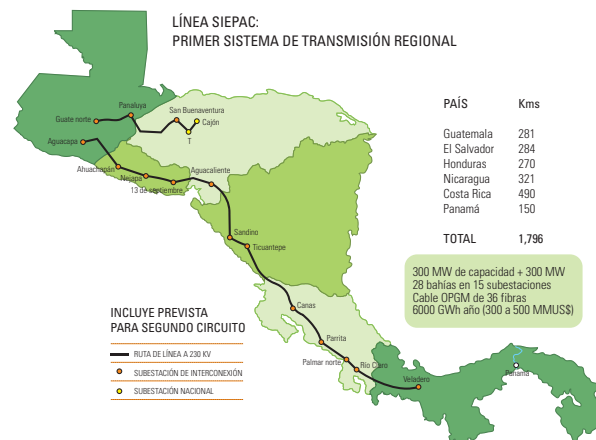 LÍNEA SIEPAC:
PRIMER SISTEMA DE TRANSMISIÓN REGIONAL
Panaluya
San Buenaventura
Guate norte
Cajón
T
Aguacapa
Ahuachapán
Nejapa
13 de septiembre
Aguacaliente
Sandino
Ticuantepe
Canas
Parrita
Palmar norte
Río Claro
Veladero
Panamá
PAÍS Kms
Guatemala 281
El Salvador 284
Honduras 270
Nicaragua 321
Costa Rica 490
Panamá 150
TOTAL 1,796
300 MW de capacidad + 300 MW
28 bahías en 15 subestaciones
Cable OPGM de 36 fibras
6000 GWh año (300 a 500 MMUS$)
INCLUYE PREVISTA
PARA SEGUNDO CIRCUITO
RUTA DE LÍNEA A 230 KV
SUBESTACIÓN DE INTERCONEXIÓN
SUBESTACIÓN NACIONAL